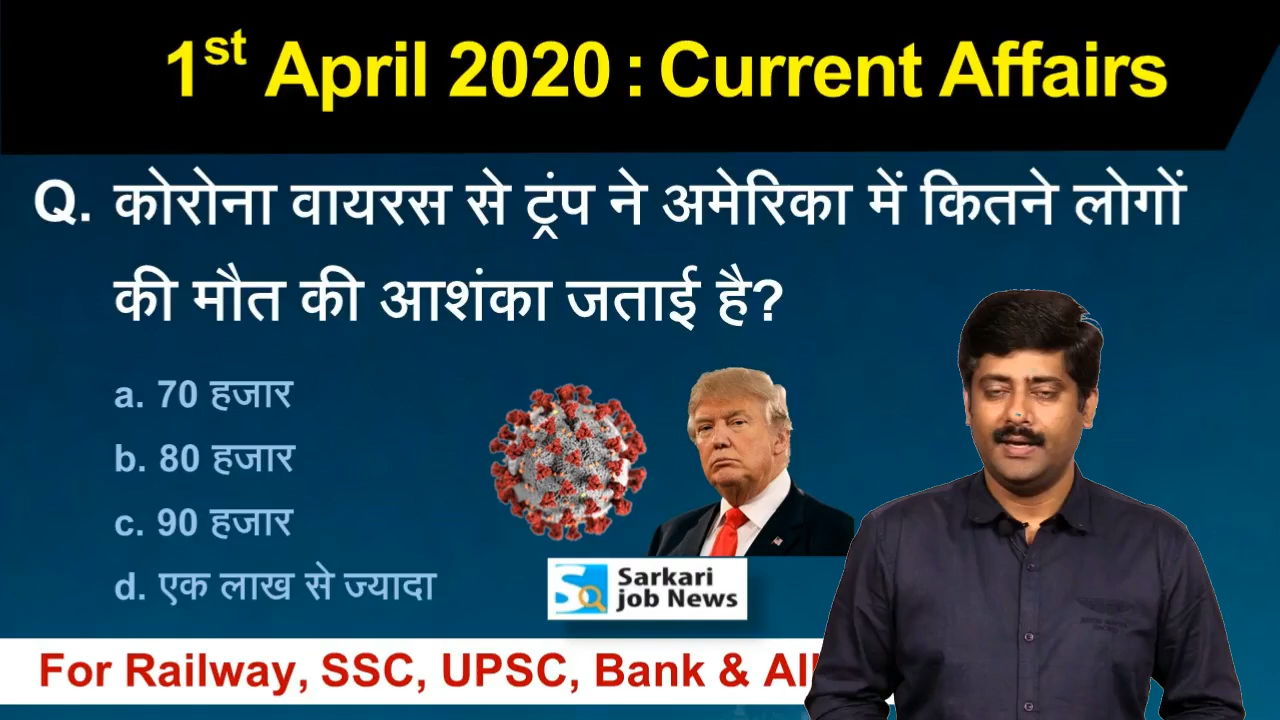 1st April 2020 : Current Affairs
Q. कोरोना वायरस से ट्रंप ने अमेरिका में कितने लोगों
की मौत की आशंका जताई है?
a. 70 हजार
b. 80 हजार
c. 90 हजार
d. एक लाख से ज्यादा
Sarkari
job News
For Railway, SSC, UPSC, Bank & All